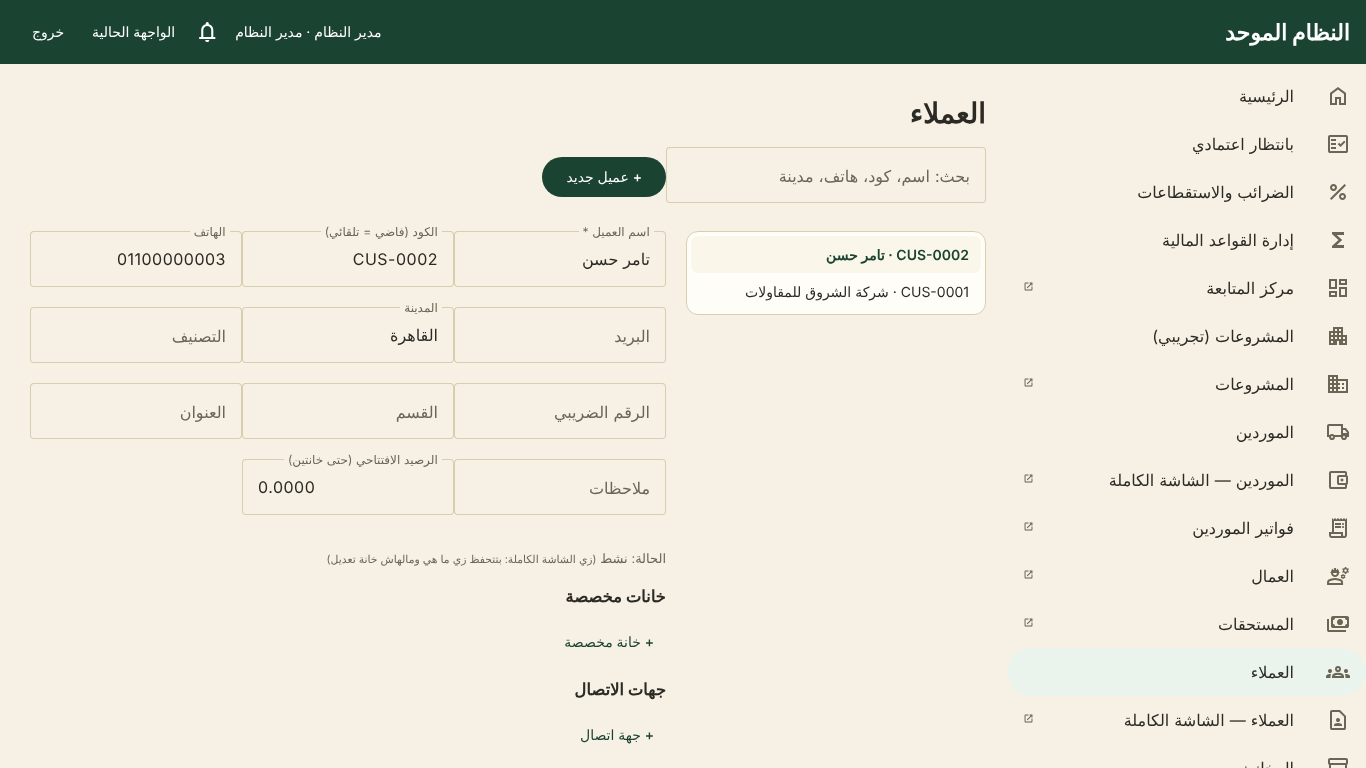 النظام الموحد
مدير النظام · مدير النظام
الواجهة الحالية
خروج
الرئيسية
بانتظار اعتمادي
الضرائب والاستقطاعات
إدارة القواعد المالية
مركز المتابعة
المشروعات (تجريبي)
المشروعات
الموردين
الموردين — الشاشة الكاملة
فواتير الموردين
العمال
المستحقات
العملاء
العملاء — الشاشة الكاملة
العملاء
بحث: اسم، كود، هاتف، مدينة
+ عميل جديد
CUS-0002 · تامر حسن
CUS-0001 · شركة الشروق للمقاولات
اسم العميل *
تامر حسن
الكود (فاضي = تلقائي)
CUS-0002
الهاتف
01100000003
البريد
المدينة
القاهرة
التصنيف
الرقم الضريبي
القسم
العنوان
ملاحظات
الرصيد الافتتاحي (حتى خانتين)
0.0000
الحالة: نشط (زي الشاشة الكاملة: بتتحفظ زي ما هي ومالهاش خانة تعديل)
خانات مخصصة
+ خانة مخصصة
جهات الاتصال
+ جهة اتصال